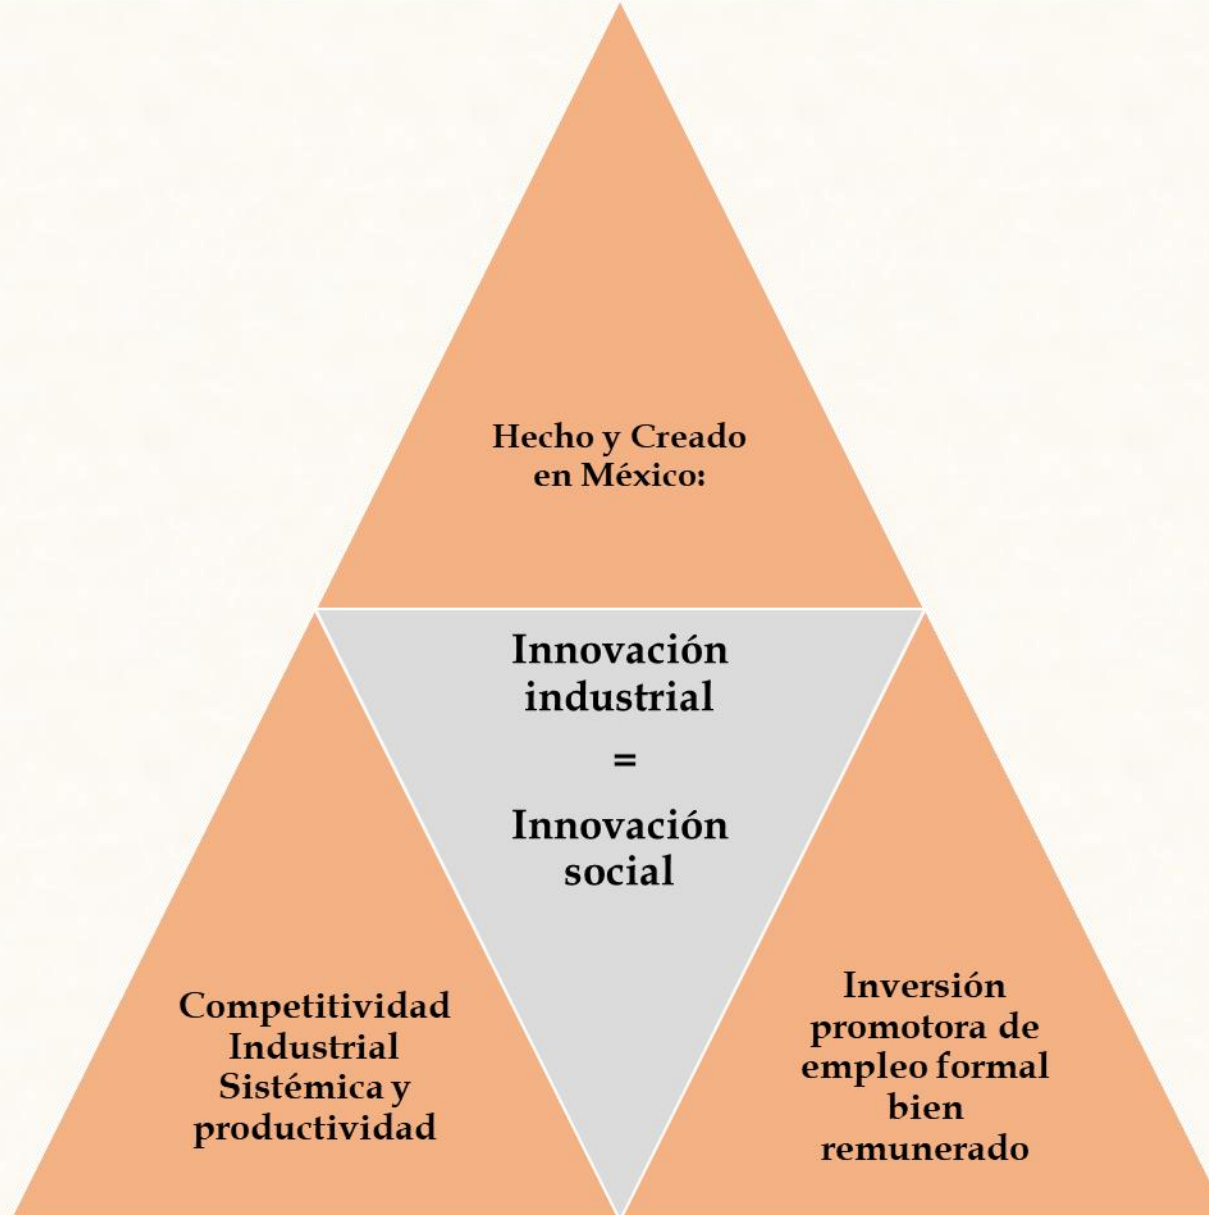 Hecho y Creado
en México:
Innovación
industrial
=
Innovación
social
Competitividad
Industrial
Sistémica y
productividad
Inversión
promotora de
empleo formal
bien
remunerado